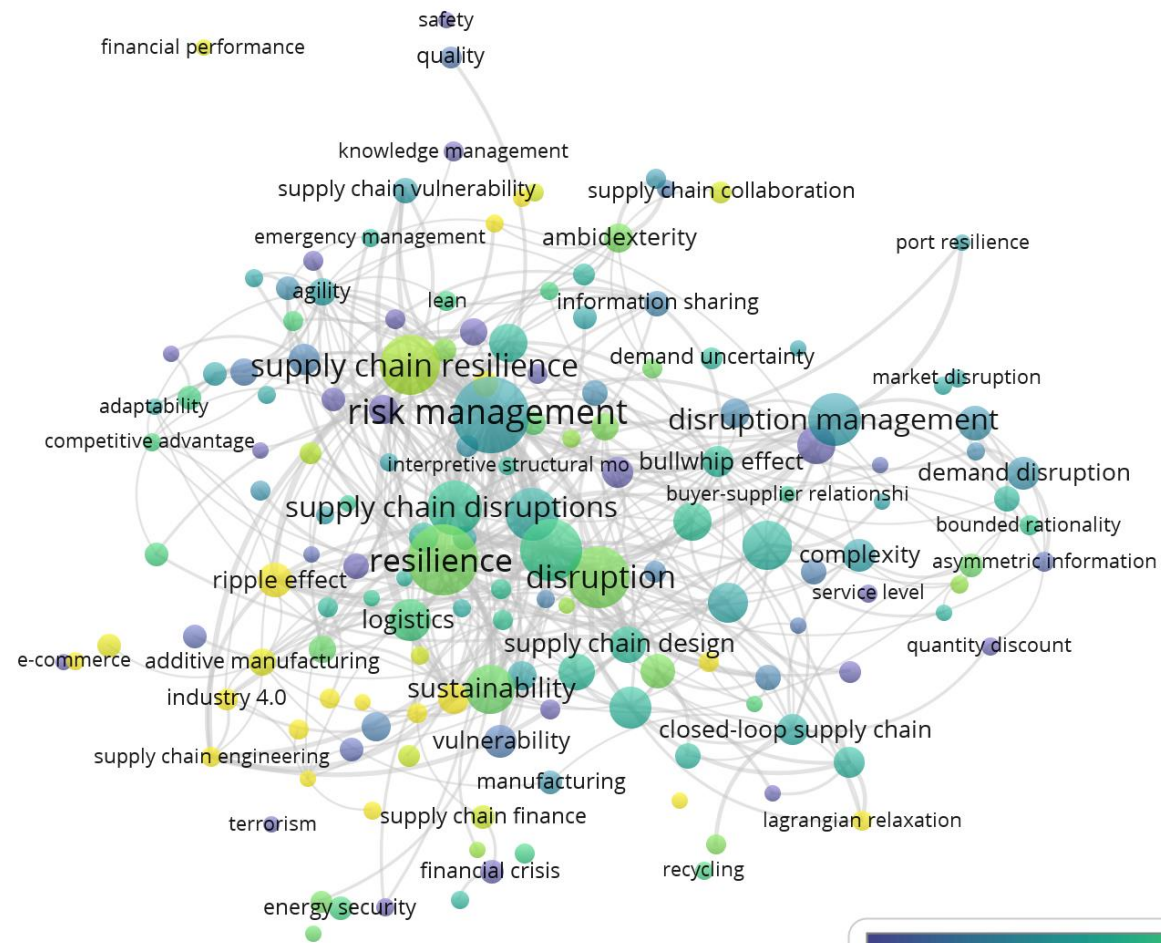 safety
financial performance
quality
knowledge management
supply chain vulnerability
supply chain collaboration
emergency management
ambidexterity
port resilience
agility
lean
information sharing
supply chain resilience
demand uncertainty
market disruption
adaptability
risk management
disruption management
competitive advantage
interpretive structural mo
bullwhip effect
demand disruption
buyer-supplier relationshi
supply chain disruptions
bounded rationality
resilience
complexity
asymmetric information
ripple effect
disruption
service level
logistics
supply chain design
quantity discount
e-commerce
additive manufacturing
sustainability
industry 4.0
closed-loop supply chain
supply chain engineering
vulnerability
manufacturing
terrorism
supply chain finance
lagrangian relaxation
financial crisis
recycling
energy security